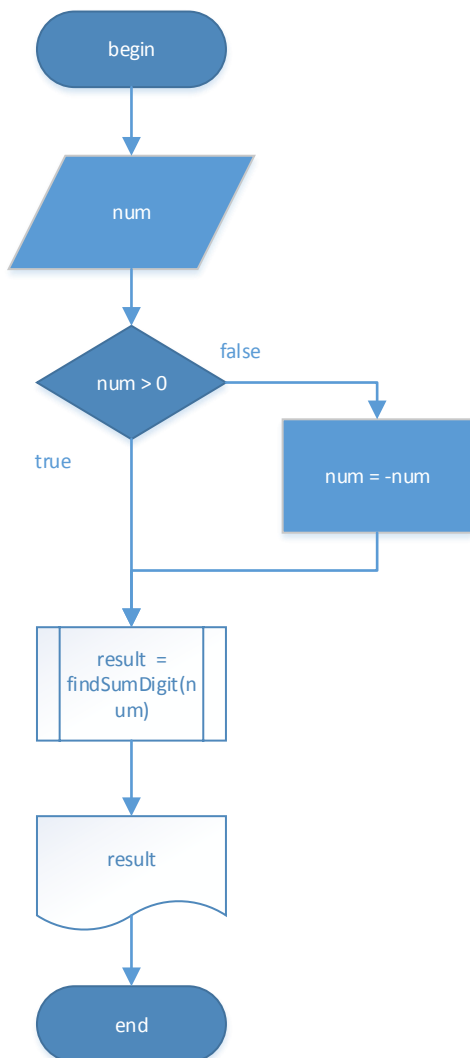 begin
num
num > 0
false
true
num = -num
result =
findSumDigit(n
um)
result
end